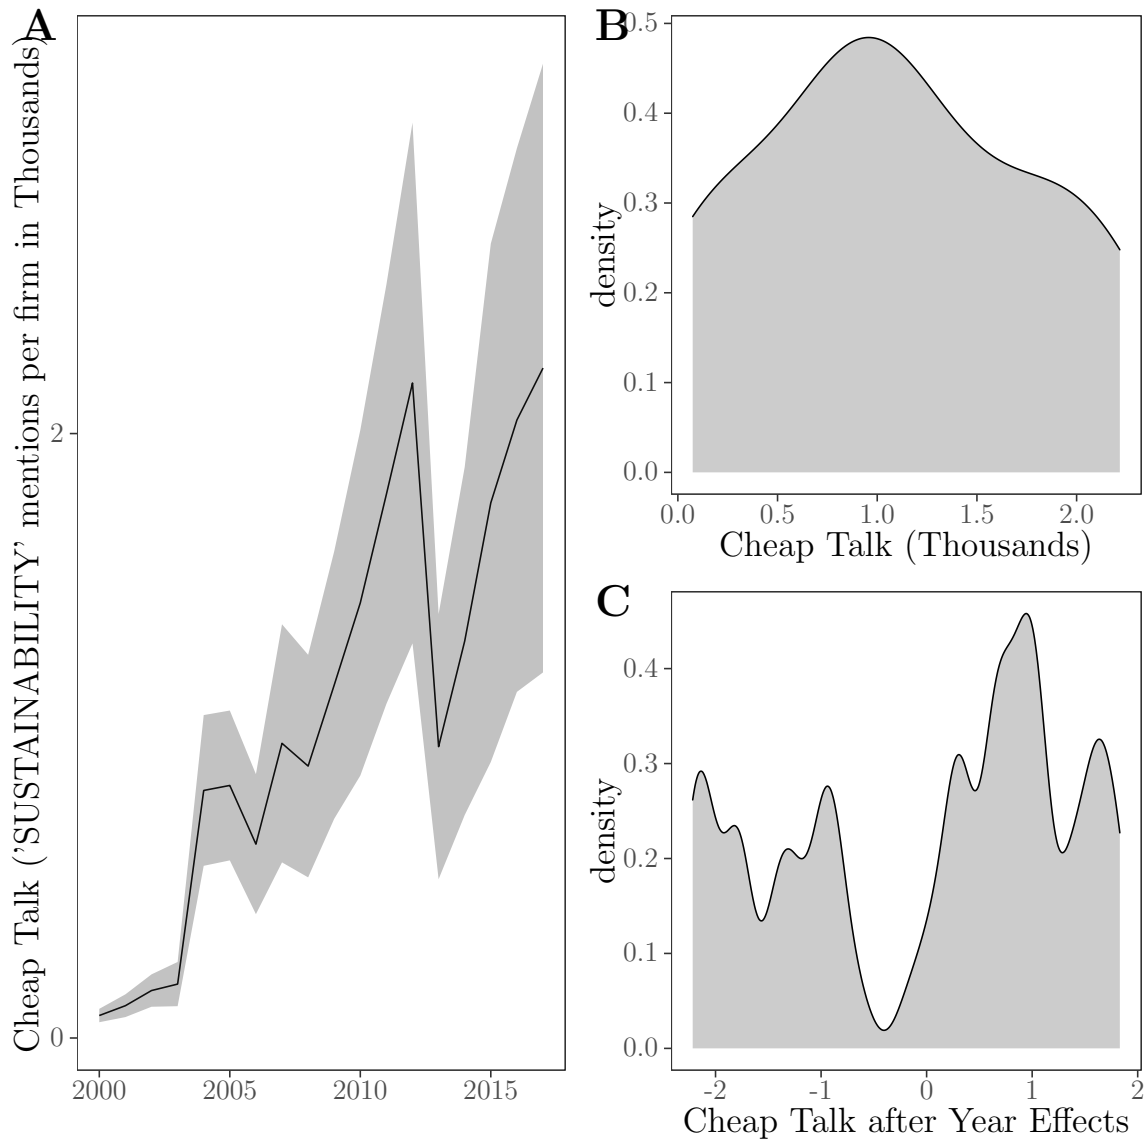 A
Cheap Talk ('SUSTAINABILITY' mentions per firm in Thousands)
2
0
2000 2005 2010 2015
B
density
0.5
0.4
0.3
0.2
0.1
0.0
0.0 0.5 1.0 1.5 2.0
Cheap Talk (Thousands)
C
density
0.4
0.3
0.2
0.1
0.0
-2 -1 0 1 2
Cheap Talk after Year Effects